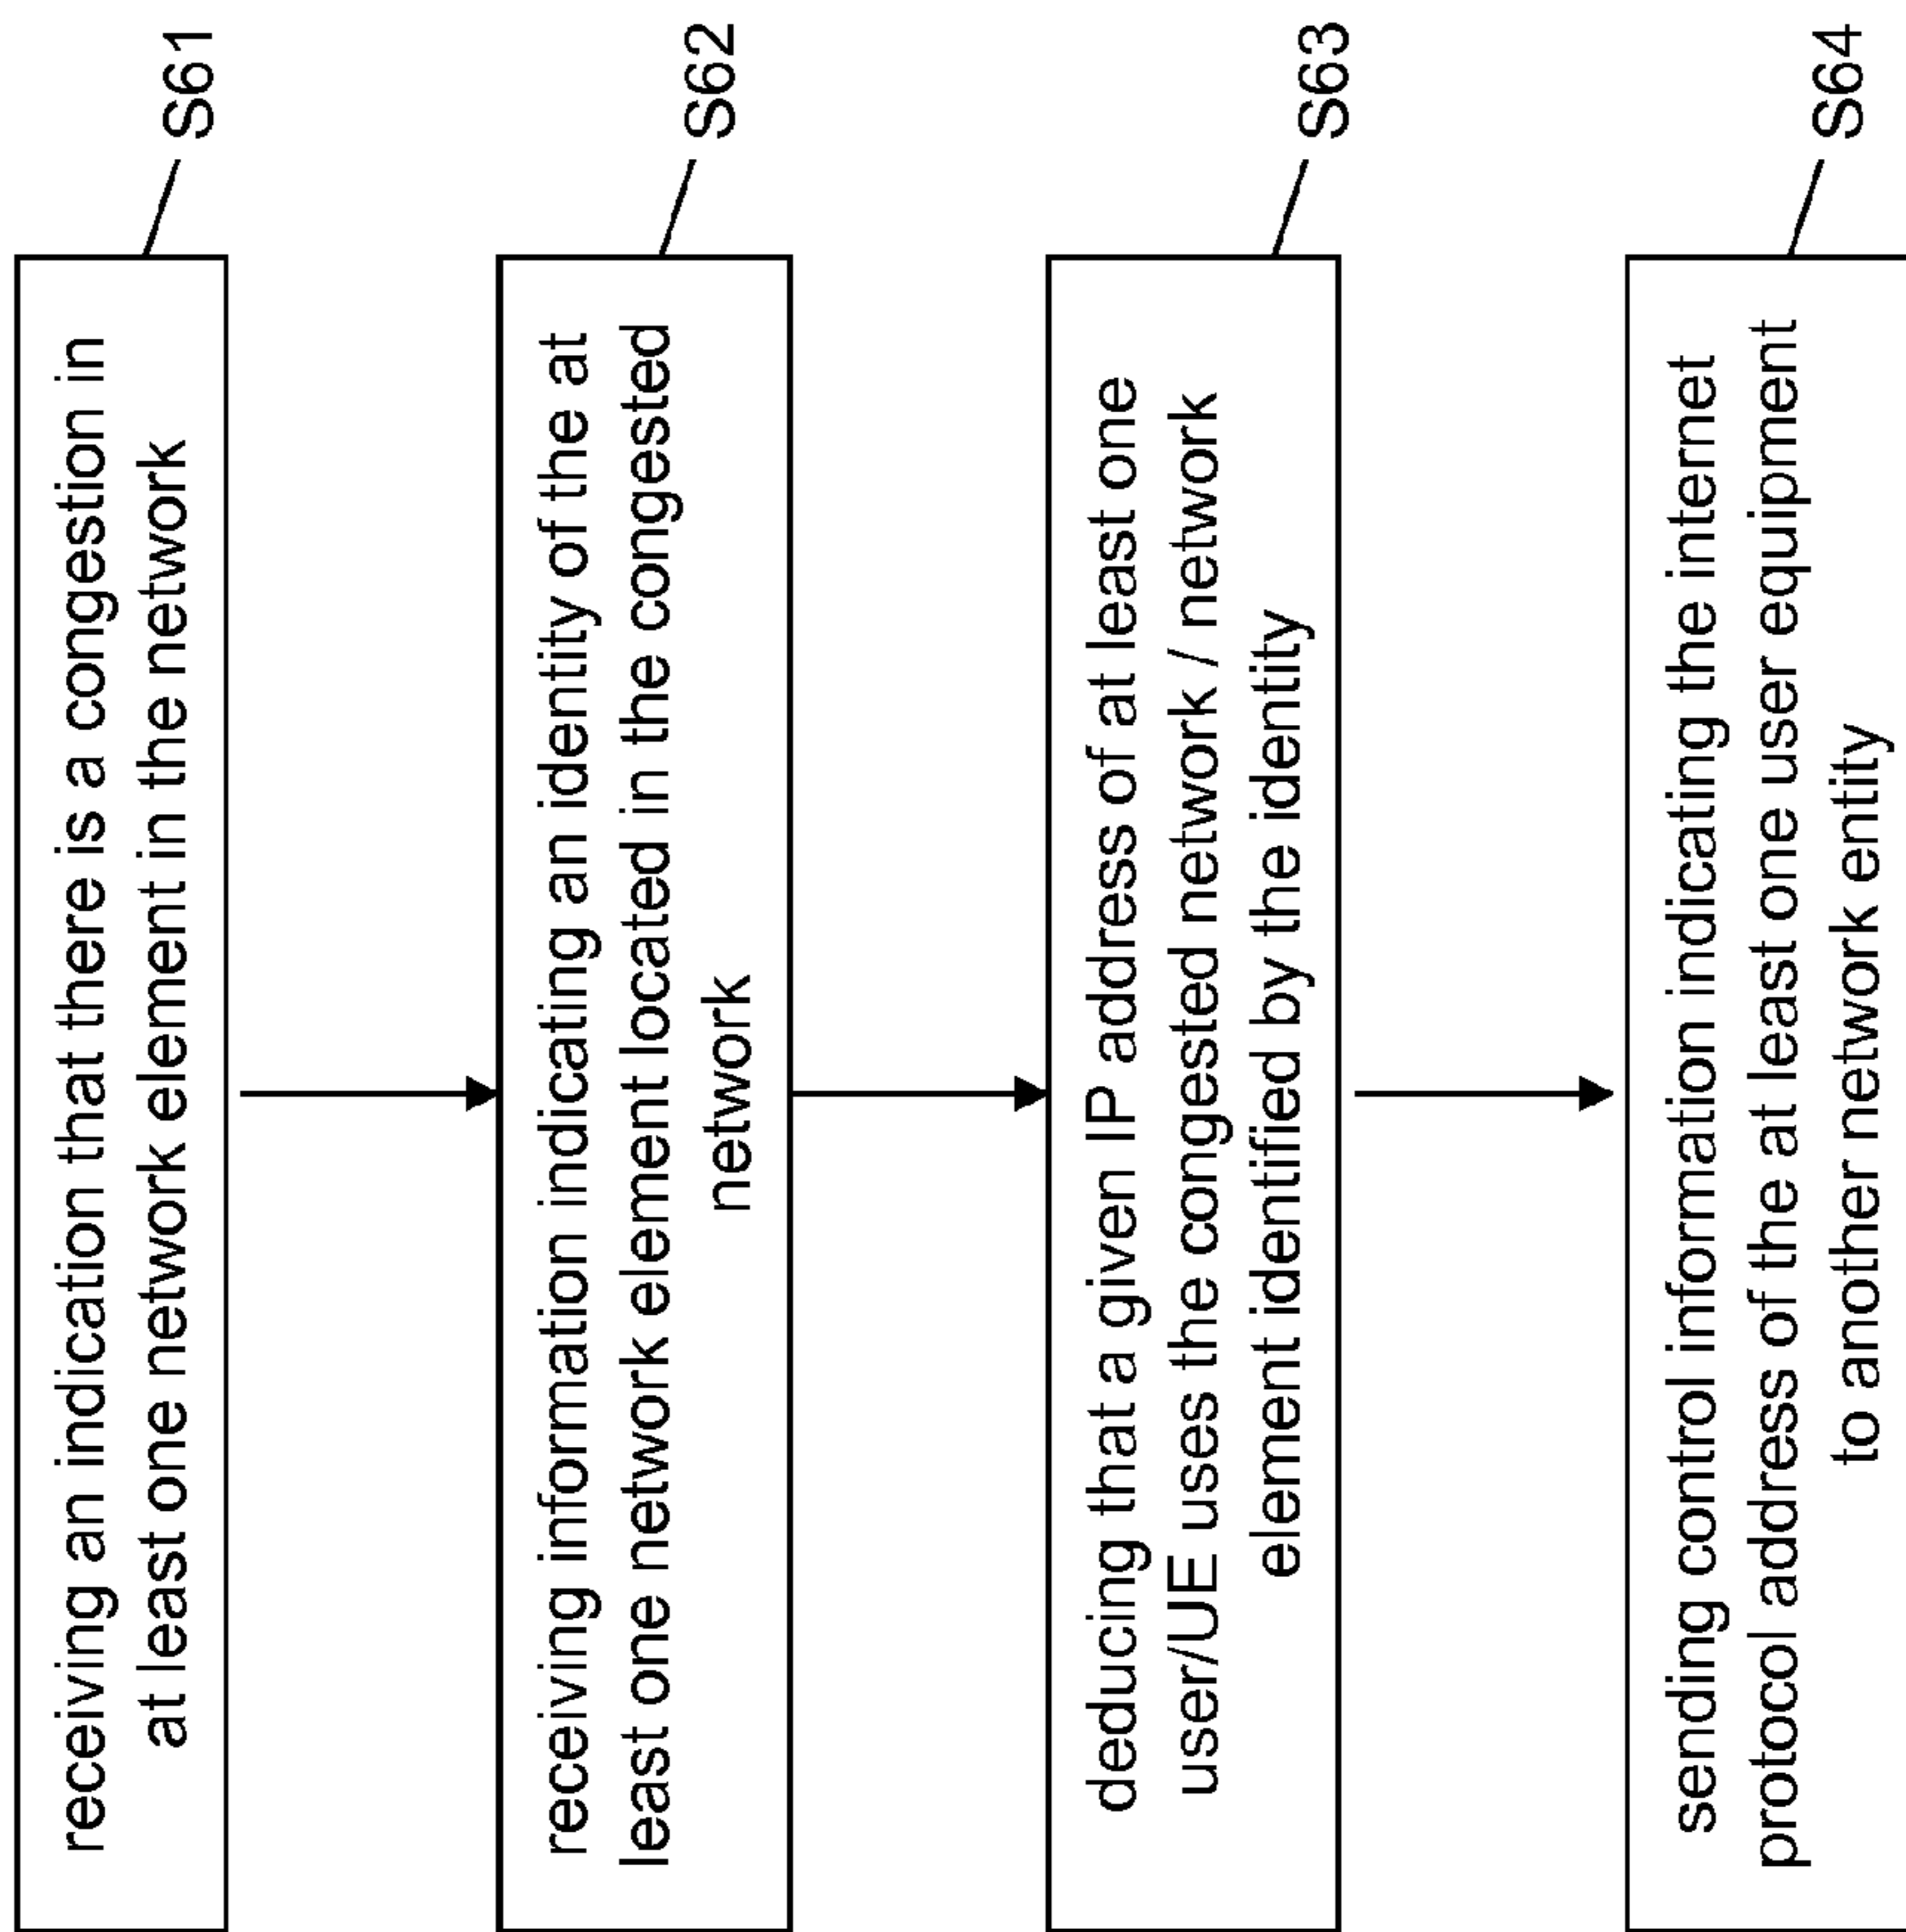 receiving an indication that there is a congestion in
at least one network element in the network
S61
receiving information indicating an identity of the at
least one network element located in the congested
network
S62
deducing that a given IP address of at least one
user/UE uses the congested network / network
element identified by the identity
S63
sending control information indicating the internet
protocol address of the at least one user equipment
to another network entity
S64